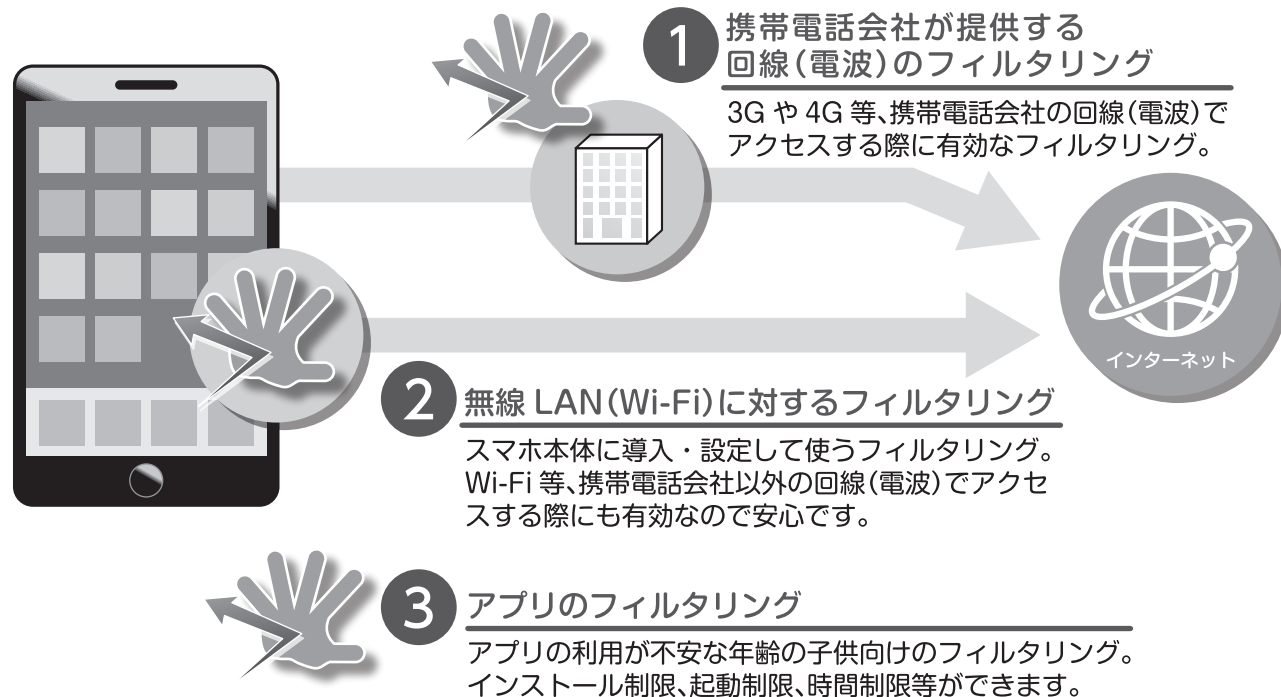 1 携帯電話会社が提供する
回線(電波)のフィルタリング
3G や 4G 等、携帯電話会社の回線(電波)で
アクセスする際に有効なフィルタリング。
インターネット
2 無線 LAN(Wi-Fi)に対するフィルタリング
スマホ本体に導入・設定して使うフィルタリング。
Wi-Fi 等、携帯電話会社以外の回線(電波)でアクセ
スする際にも有効なので安心です。
3 アプリのフィルタリング
アプリの利用が不安な年齢の子供向けのフィルタリング。
インストール制限、起動制限、時間制限等ができます。